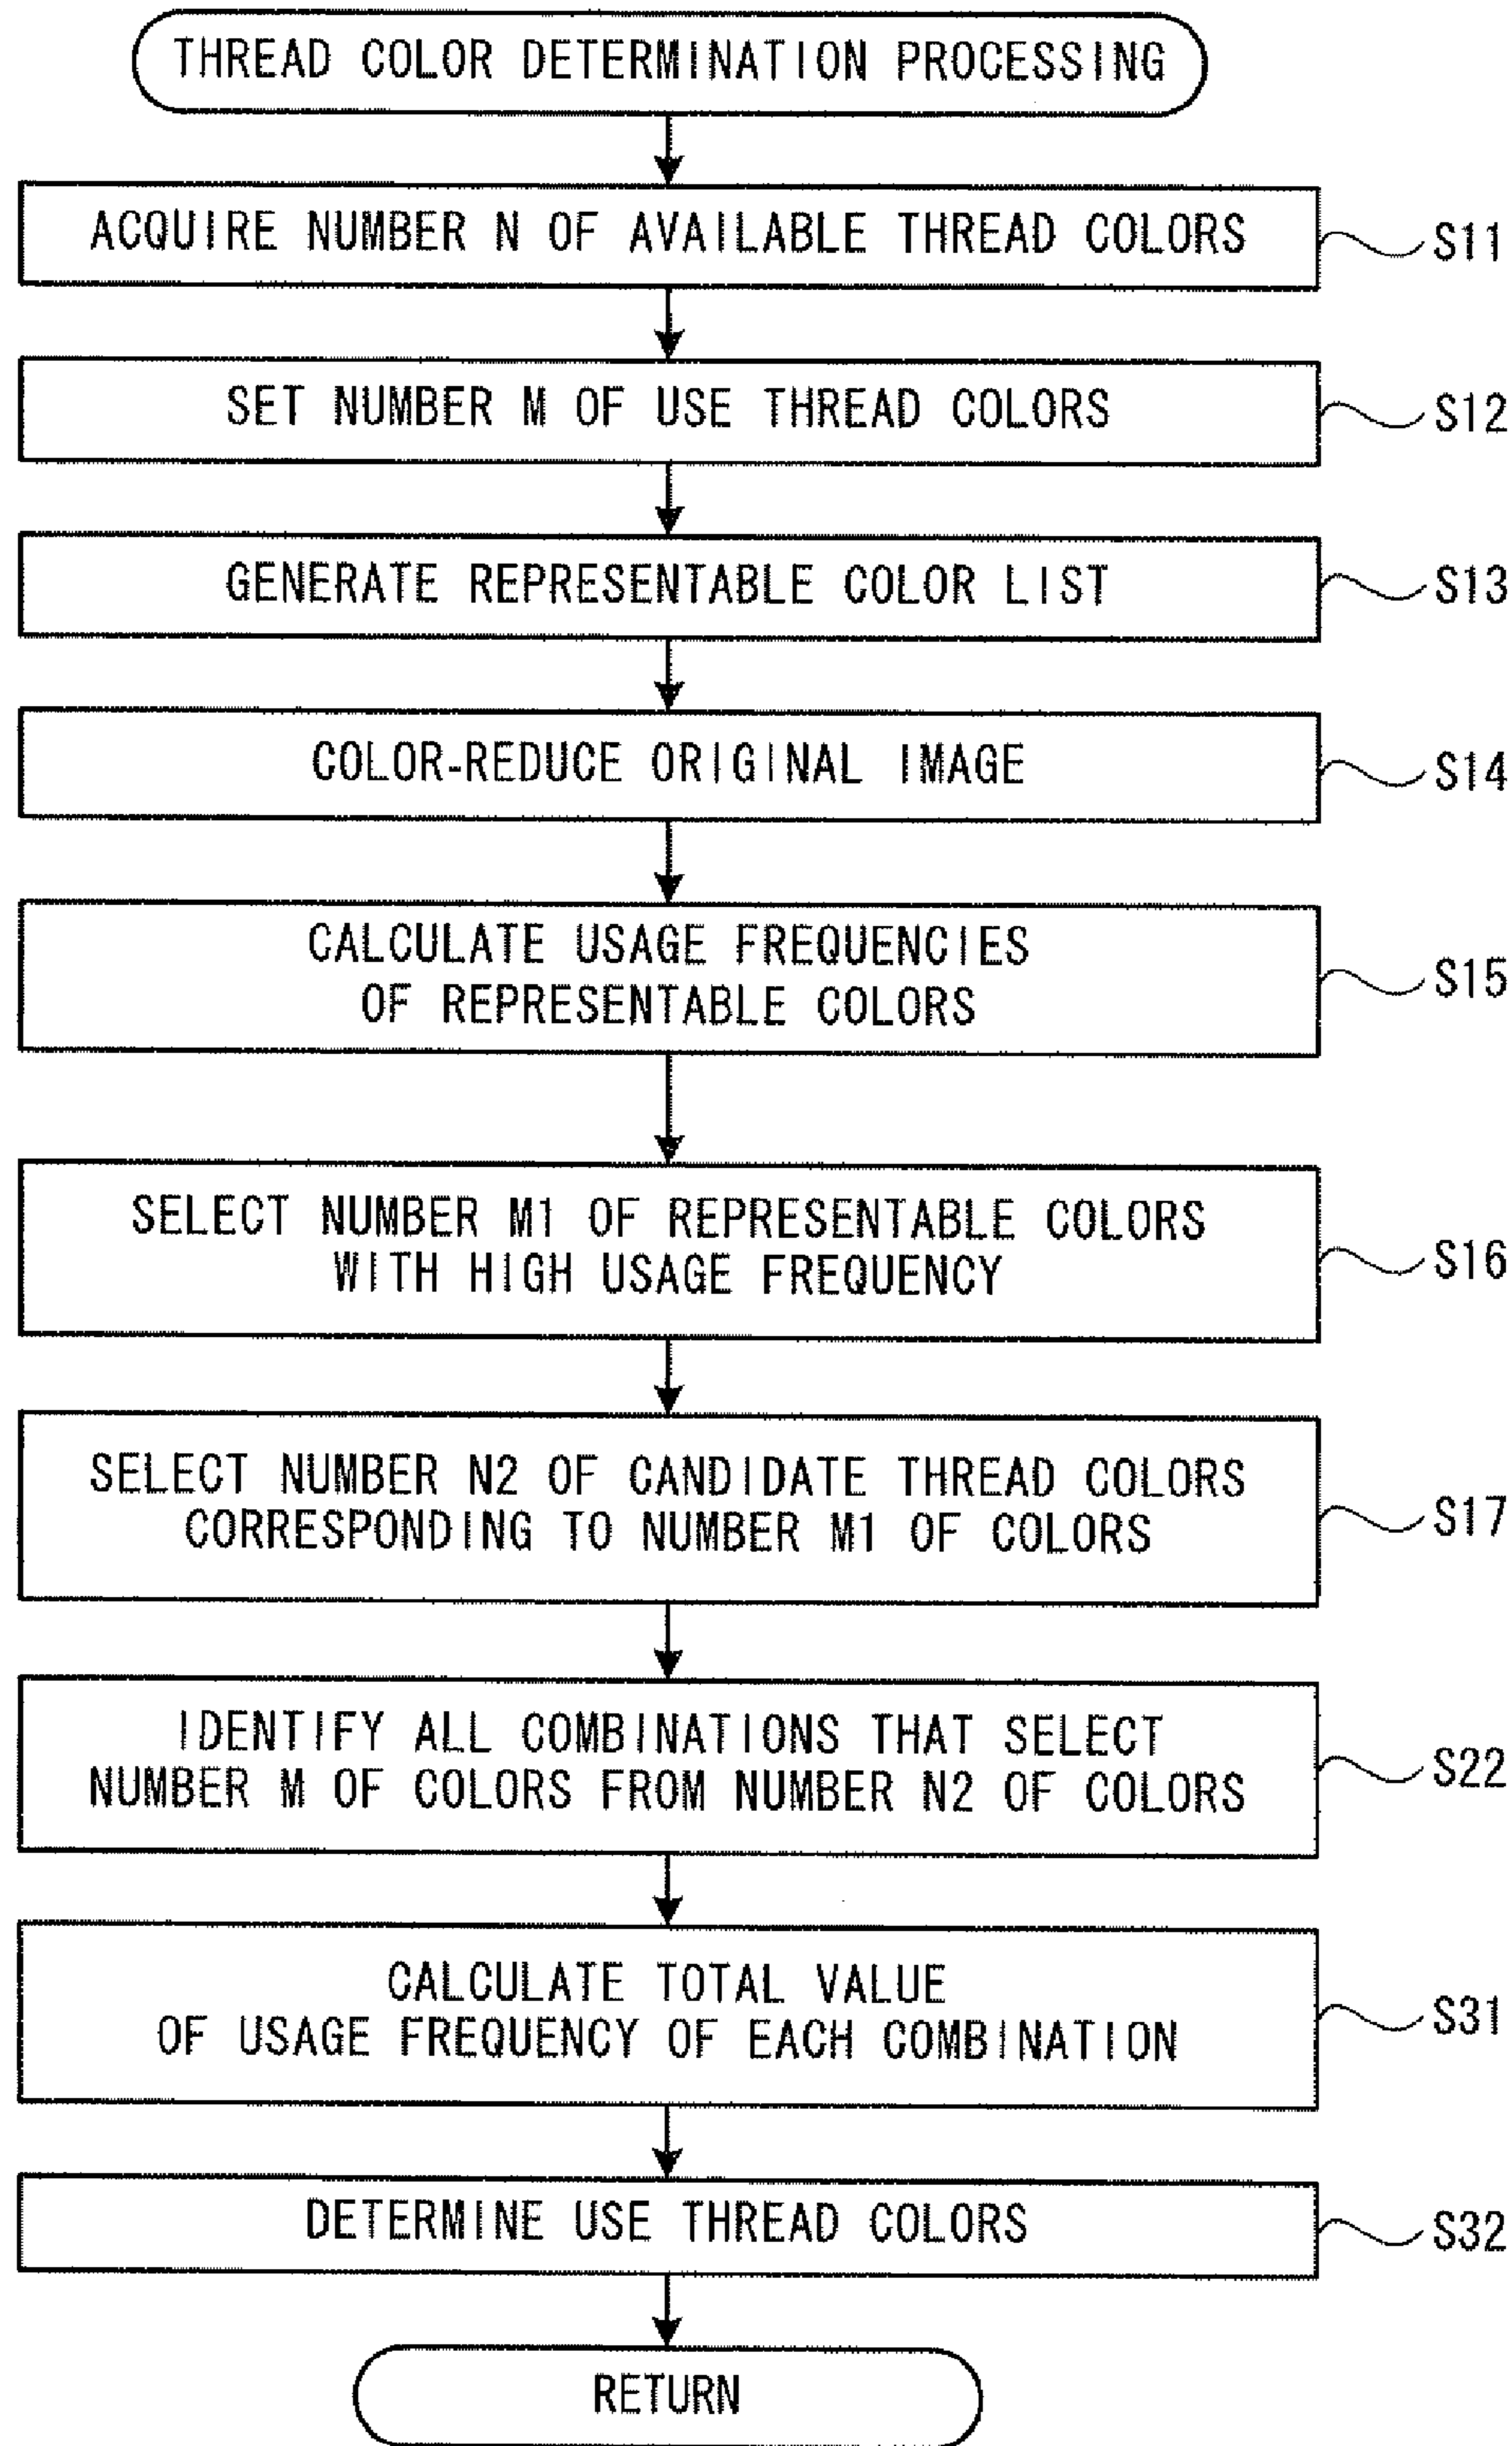 THREAD COLOR DETERMINATION PROCESSING
ACQUIRE NUMBER N OF AVAILABLE THREAD COLORS
S11
SET NUMBER M OF USE THREAD COLORS
S12
GENERATE REPRESENTABLE COLOR LIST
S13
COLOR-REDUCE ORIGINAL IMAGE
S14
CALCULATE USAGE FREQUENCIES
OF REPRESENTABLE COLORS
S15
SELECT NUMBER M1 OF REPRESENTABLE COLORS
WITH HIGH USAGE FREQUENCY
S16
SELECT NUMBER N2 OF CANDIDATE THREAD COLORS
CORRESPONDING TO NUMBER M1 OF COLORS
S17
IDENTIFY ALL COMBINATIONS THAT SELECT
NUMBER M OF COLORS FROM NUMBER N2 OF COLORS
S22
CALCULATE TOTAL VALUE
OF USAGE FREQUENCY OF EACH COMBINATION
S31
DETERMINE USE THREAD COLORS
S32
RETURN